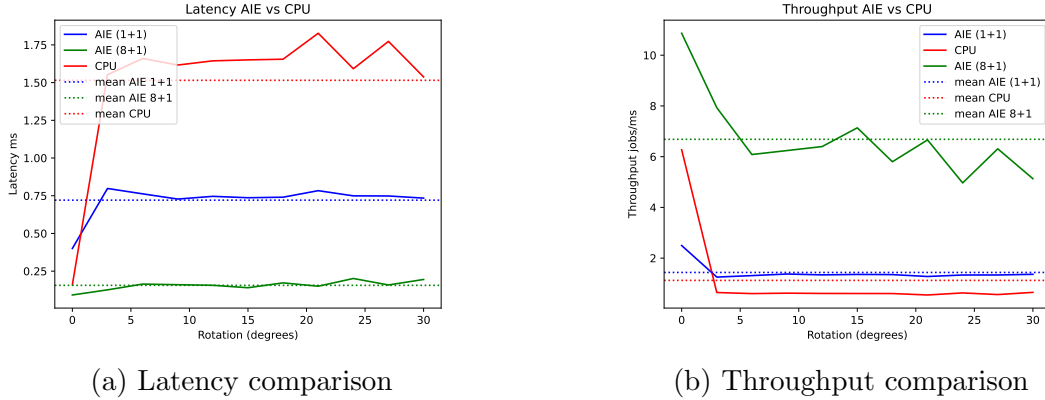 Latency AIE vs CPU
AIE (1+1)
AIE (8+1)
CPU
mean AIE 1+1
mean AIE 8+1
mean CPU
Latency ms
1.75
1.50
1.25
1.00
0.75
0.50
0.25
0 5 10 15 20 25 30
Rotation (degrees)
(a) Latency comparison
Throughput AIE vs CPU
AIE (1+1)
CPU
AIE (8+1)
mean AIE (1+1)
mean CPU
mean AIE 8+1
Throughput jobs/ms
10
8
6
4
2
0 5 10 15 20 25 30
Rotation (degrees)
(b) Throughput comparison